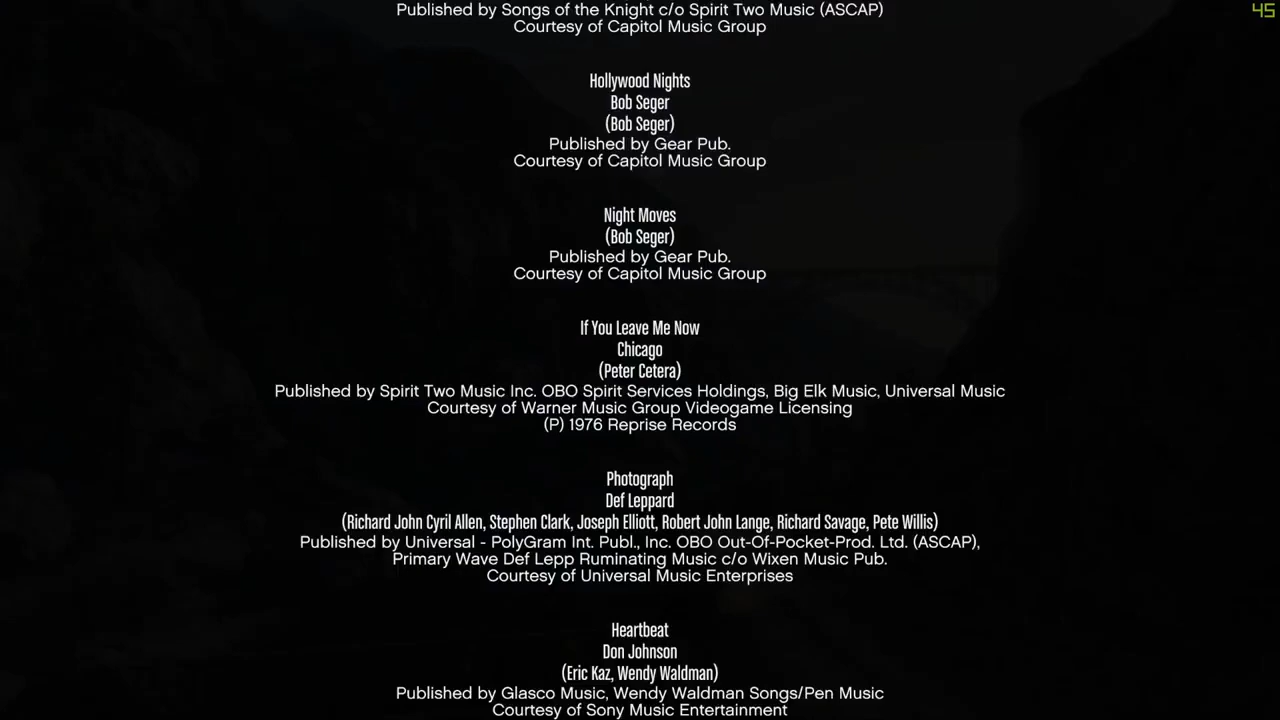 Published by Songs of the Knight c/o Spirit Two Music (ASCAP)
45
Courtesy of Capitol Music Group
Hollywood Nights
Bob Seger
(Bob Seger)
Published by Gear Pub.
Courtesy of Capitol Music Group
Night Moves
(Bob Seger)
Published by Gear Pub.
Courtesy of Capitol Music Group
If You Leave Me Now
Chicago
(Peter Cetera)
Published by Spirit Two Music Inc. OBO Spirit Services Holdings, Big Elk Music, Universal Music
Courtesy of Warner Music Group Videogame Licensing
(P) 1976 Reprise Records
Photograph
Def Leppard
(Richard John Cyril Allen, Stephen Clark, Joseph Elliott, Robert John Lange, Richard Savage, Pete Willis)
Published by Universal - PolyGram Int. Publ., Inc. OBO Out-Of-Pocket-Prod. Ltd. (ASCAP),
Primary Wave Def Lepp Ruminating Music c/o Wixen Music Pub.
Courtesy of Universal Music Enterprises
Heartbeat
Don Johnson
(Eric Kaz, Wendy Waldman)
Published by Glasco Music, Wendy Waldman Songs/Pen Music
Courtesy of Sony Music Entertainment